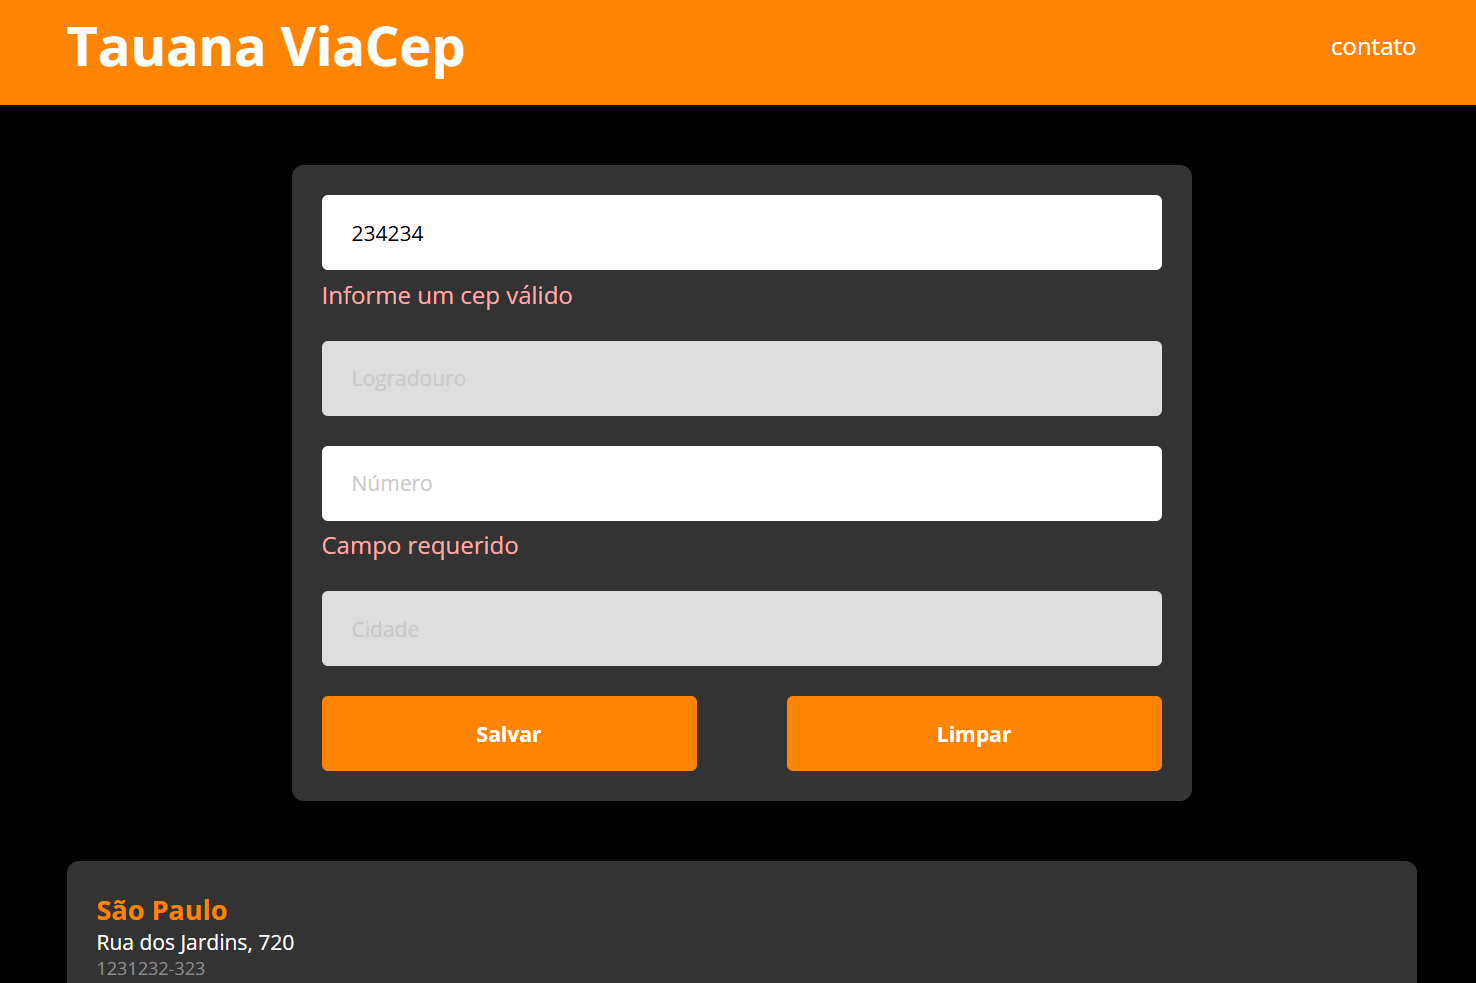 Tauana ViaCep
contato
234234
Informe um cep válido
Logradouro
Número
Campo requerido
Cidade
Salvar
Limpar
São Paulo
Rua dos Jardins, 720
1231232-323